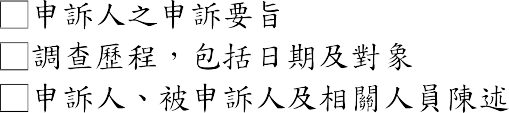 □申訴人之申訴要旨
□調查歷程，包括日期及對象
□申訴人、被申訴人及相關人員陳述